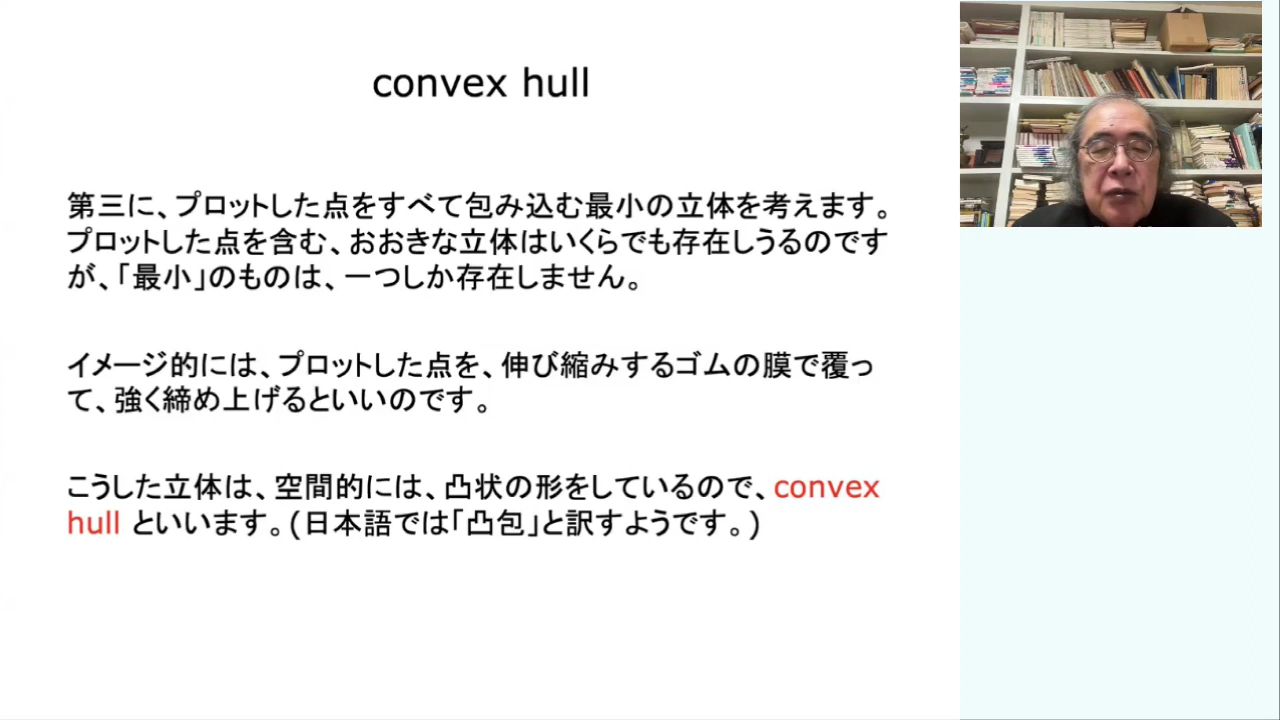 convex hull
第三に、プロットした点をすべて包み込む最小の立体を考えます。
プロットした点を含む、おおきな立体はいくらでも存在しうるのです
が、「最小」のものは、一つしか存在しません。
イメージ的には、プロットした点を、伸び縮みするゴムの膜で覆っ
て、強く締め上げるといいのです。
こうした立体は、空間的には、凸状の形をしているので、convex
hull といいます。(日本語では「凸包」と訳すようです。)